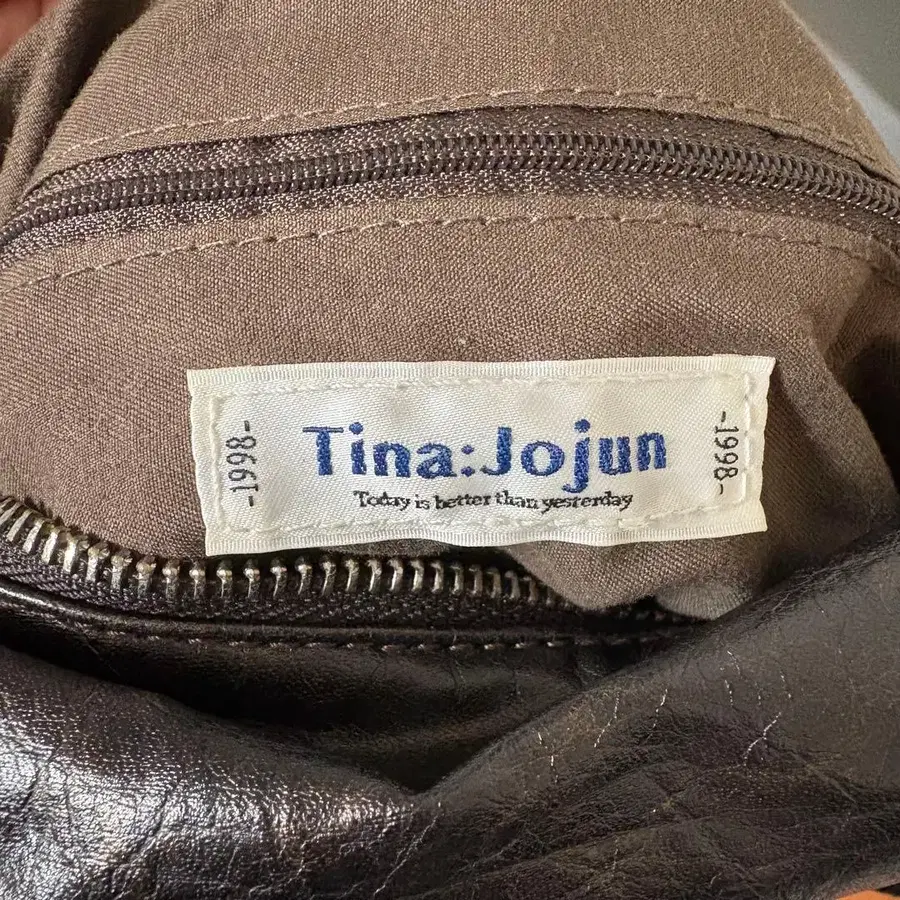 -1998-
Tina:Jojun
Today is better than yesterday
-1998-